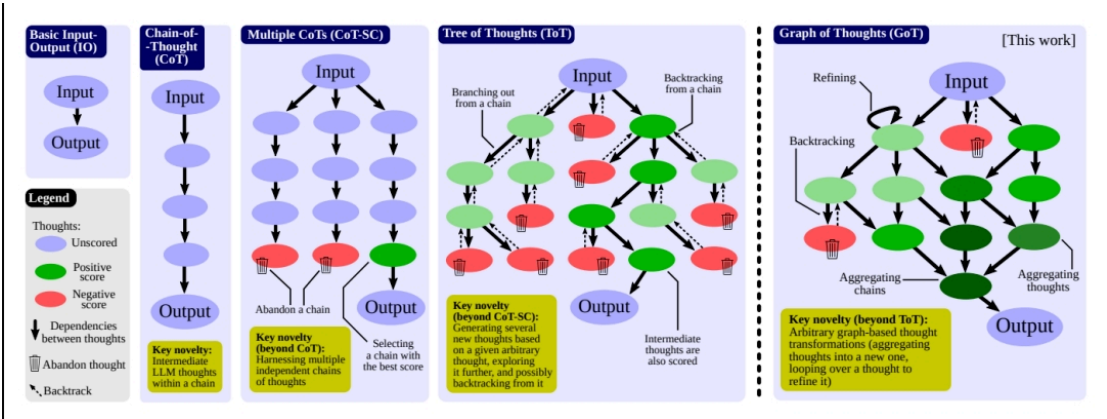 Basic Input-
Output (IO)
Input
Output
Legend
Thoughts:
Unscored
Positive
score
Negative
score
Dependencies
between thoughts
Abandon thought
Backtrack
Chain-of-
-Thought
(CoT)
Input
Output
Key novelty:
Intermediate
LLM thoughts
within a chain
Multiple CoTs (CoT-SC)
Input
Abandon a chain
Output
Key novelty
(beyond CoT):
Harnessing multiple
independent chains
of thoughts
Selecting
a chain with
the best score
Tree of Thoughts (ToT)
Input
Branching out
from a chain
Backtracking
from a chain
Output
Key novelty
(beyond CoT-SC):
Generating several
new thoughts based
on a given arbitrary
thought, exploring
it further, and possibly
backtracking from it
Intermediate
thoughts are
also scored
Graph of Thoughts (GoT)
[This work]
Refining
Input
Backtracking
Aggregating
chains
Aggregating
thoughts
Output
Key novelty (beyond ToT):
Arbitrary graph-based thought
transformations (aggregating
thoughts into a new one,
looping over a thought to
refine it)